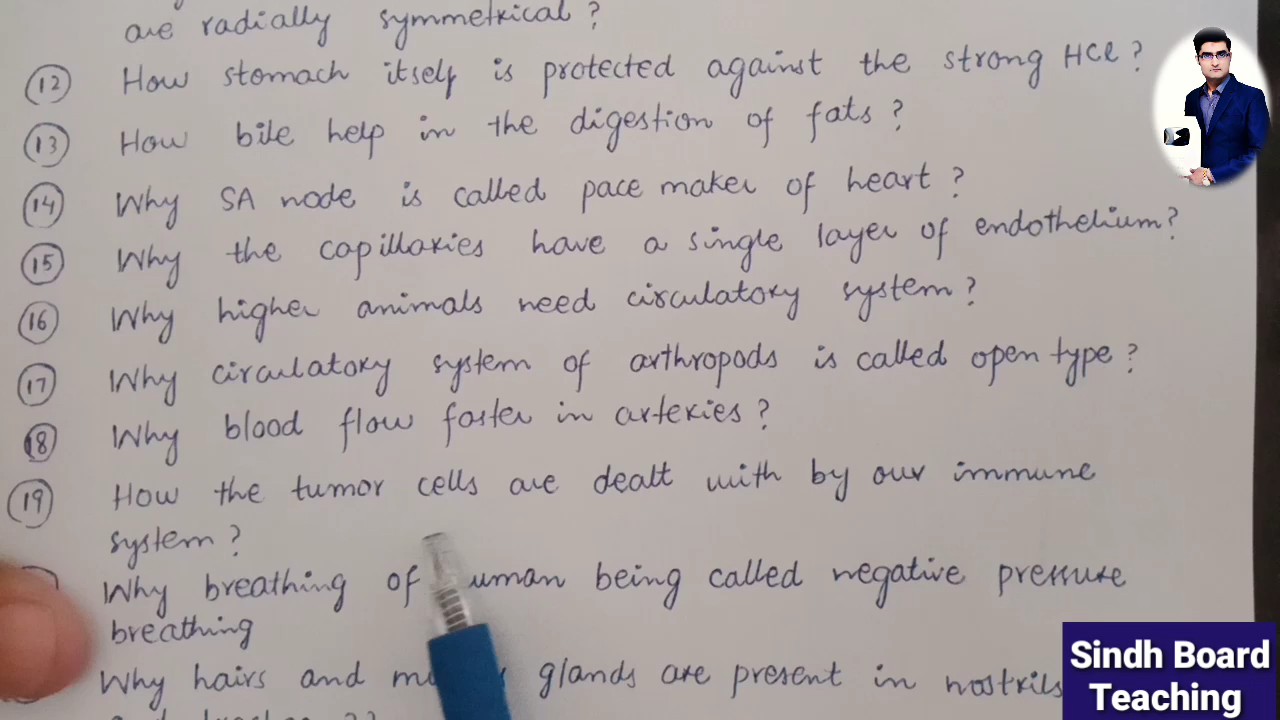 are radially symmetrical?
12 How stomach itself is protected against the strong HCl?
13 How bile help in the digestion of fats?
14 Why SA node is called pace maker of heart?
15 Why the capillaries have a single layer of endothelium?
16 Why higher animals need circulatory system?
17 Why circulatory system of arthropods is called open type?
18 Why blood flow faster in arteries?
19 How the tumor cells are dealt with by our immune
system?
Why breathing of human being called negative pressure
breathing
Why hairs and glands are present in nostrils
and
Sindh Board
Teaching